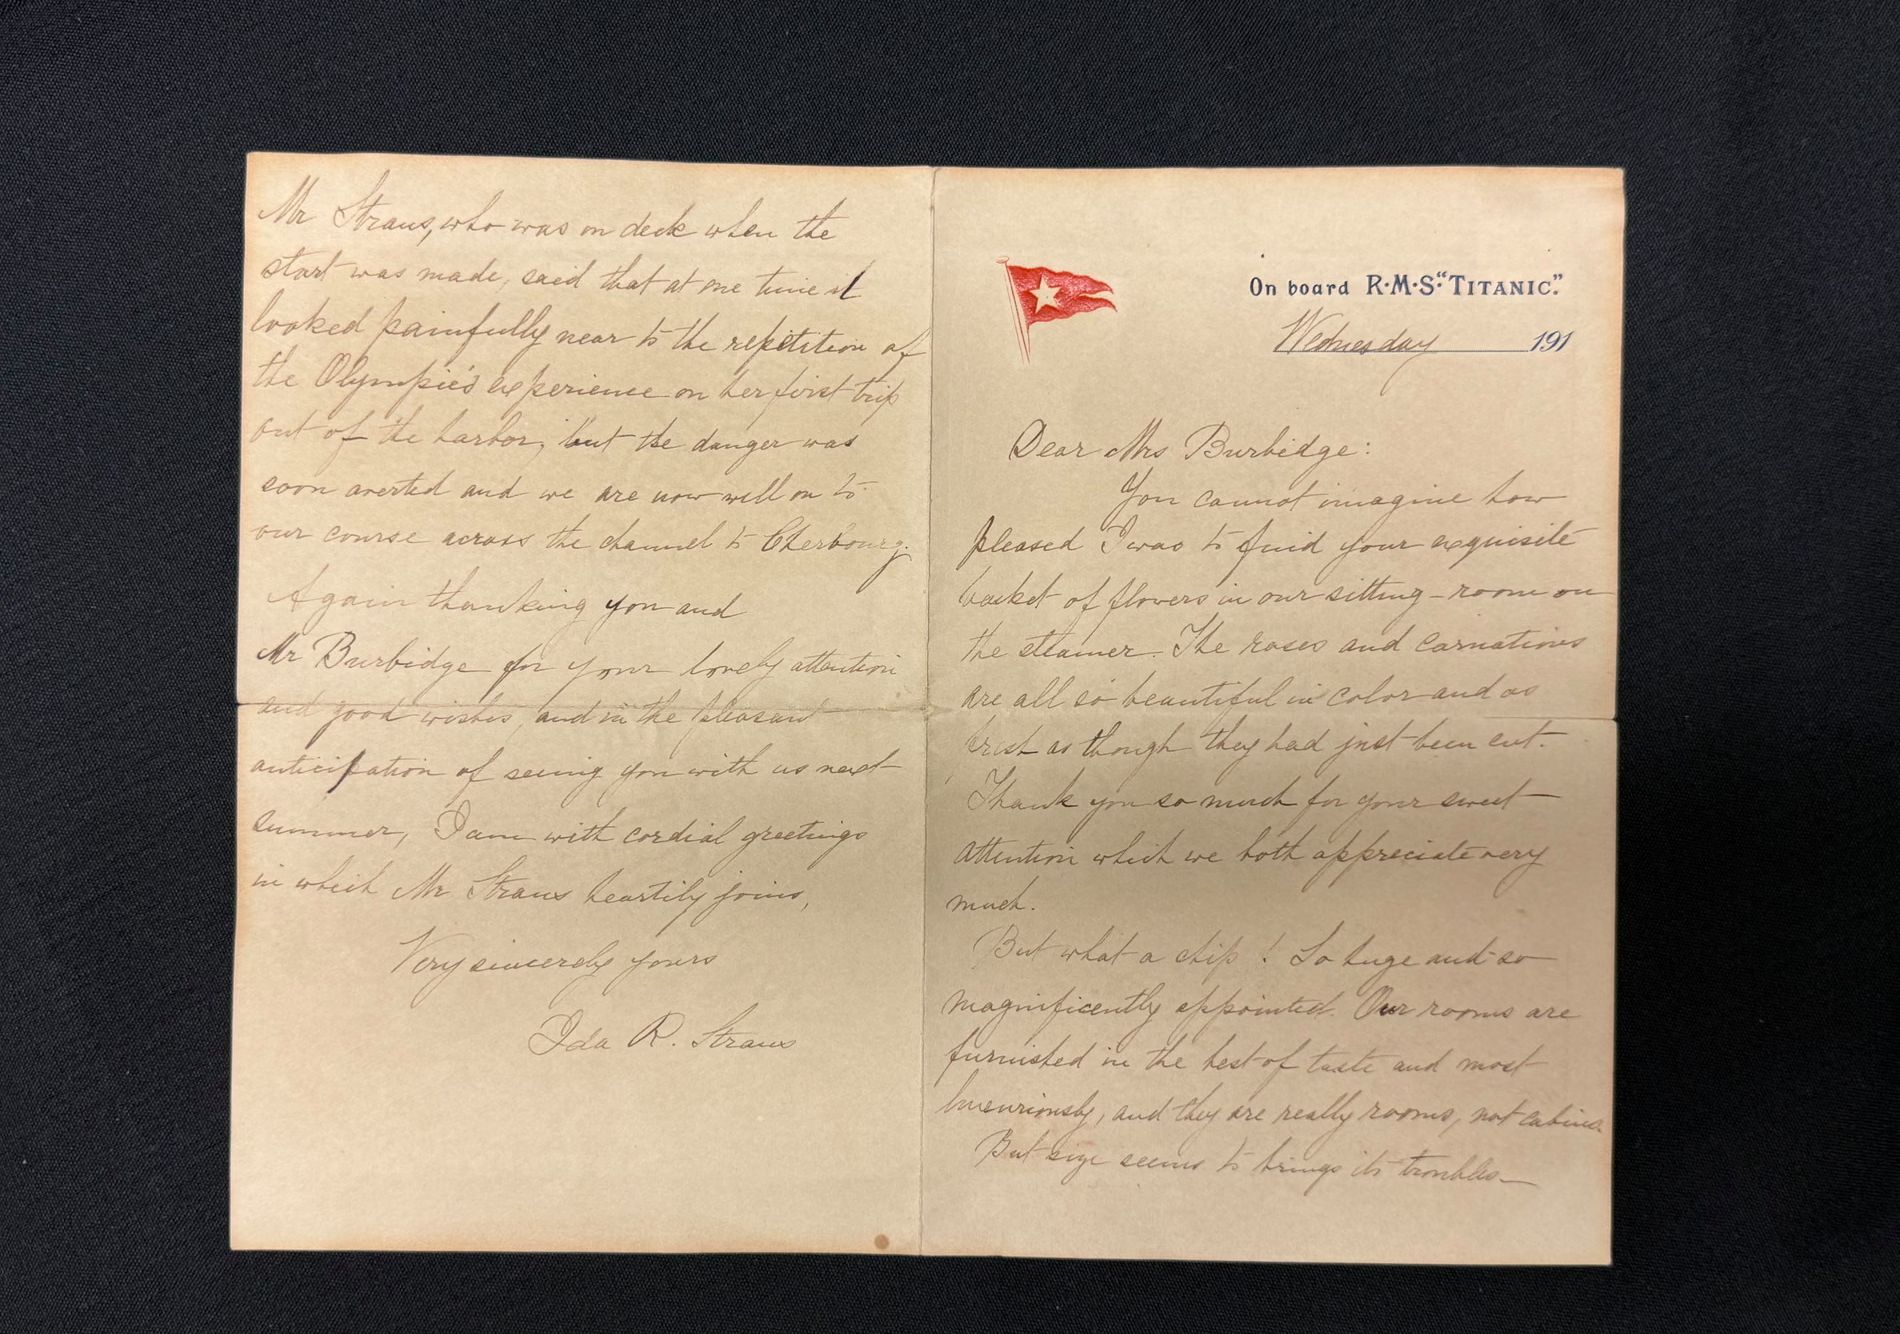 On board R·M·S· "TITANIC."
Wednesday 191
Dear Mrs Burbidge:
You cannot imagine how
pleased I was to find your exquisite
basket of flowers in our sitting-room on
the steamer. The roses and carnations
are all so beautiful in color and as
fresh as though they had just been cut.
Thank you so much for your sweet
attention which we both appreciate very
much.
But what a ship! So huge and so
magnificently appointed. Our rooms are
furnished in the best of taste and most
luxuriously, and they are really rooms, not cabins.
But size seems to brings its troubles—
Mr Straus, who was on deck when the
start was made, said that at one time it
looked painfully near to the repetition of
the Olympic's experience on her first trip
out of the harbor, but the danger was
soon averted and we are now well on to
our course across the channel to Cherbourg.
Again thanking you and
Mr Burbidge for your lovely attention
and good wishes, and in the pleasant
anticipation of seeing you with us next
summer, I am with cordial greetings
in which Mr Straus heartily joins,
Very sincerely yours
Ida R. Straus